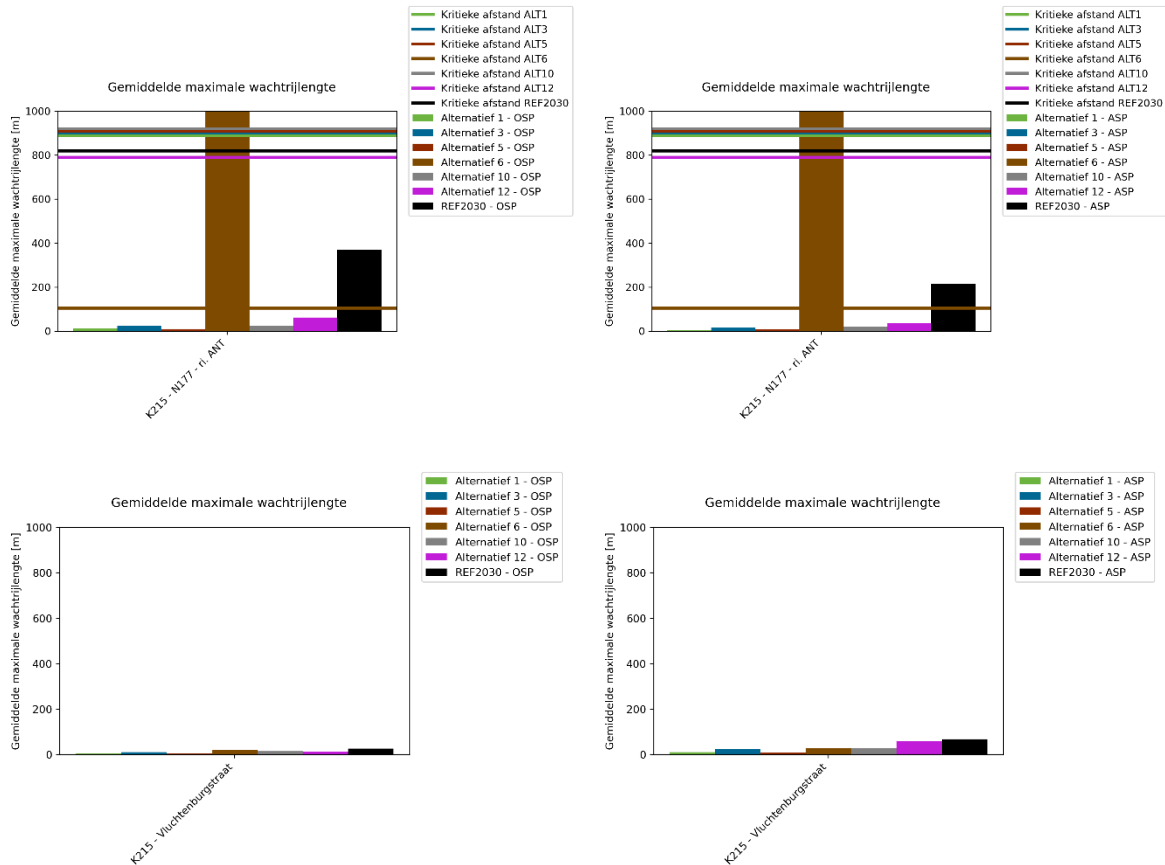 Gemiddelde maximale wachtrijlengte
Gemiddelde maximale wachtrijlengte [m]
1000
800
600
400
200
0
K215 - N177 - ri. ANT
Kritieke afstand ALT1
Kritieke afstand ALT3
Kritieke afstand ALT5
Kritieke afstand ALT6
Kritieke afstand ALT10
Kritieke afstand ALT12
Kritieke afstand REF2030
Alternatief 1 - OSP
Alternatief 3 - OSP
Alternatief 5 - OSP
Alternatief 6 - OSP
Alternatief 10 - OSP
Alternatief 12 - OSP
REF2030 - OSP
Gemiddelde maximale wachtrijlengte
Gemiddelde maximale wachtrijlengte [m]
1000
800
600
400
200
0
K215 - N177 - ri. ANT
Kritieke afstand ALT1
Kritieke afstand ALT3
Kritieke afstand ALT5
Kritieke afstand ALT6
Kritieke afstand ALT10
Kritieke afstand ALT12
Kritieke afstand REF2030
Alternatief 1 - ASP
Alternatief 3 - ASP
Alternatief 5 - ASP
Alternatief 6 - ASP
Alternatief 10 - ASP
Alternatief 12 - ASP
REF2030 - ASP
Gemiddelde maximale wachtrijlengte
Gemiddelde maximale wachtrijlengte [m]
1000
800
600
400
200
0
K215 - Vluchtenburgstraat
Alternatief 1 - OSP
Alternatief 3 - OSP
Alternatief 5 - OSP
Alternatief 6 - OSP
Alternatief 10 - OSP
Alternatief 12 - OSP
REF2030 - OSP
Gemiddelde maximale wachtrijlengte
Gemiddelde maximale wachtrijlengte [m]
1000
800
600
400
200
0
K215 - Vluchtenburgstraat
Alternatief 1 - ASP
Alternatief 3 - ASP
Alternatief 5 - ASP
Alternatief 6 - ASP
Alternatief 10 - ASP
Alternatief 12 - ASP
REF2030 - ASP